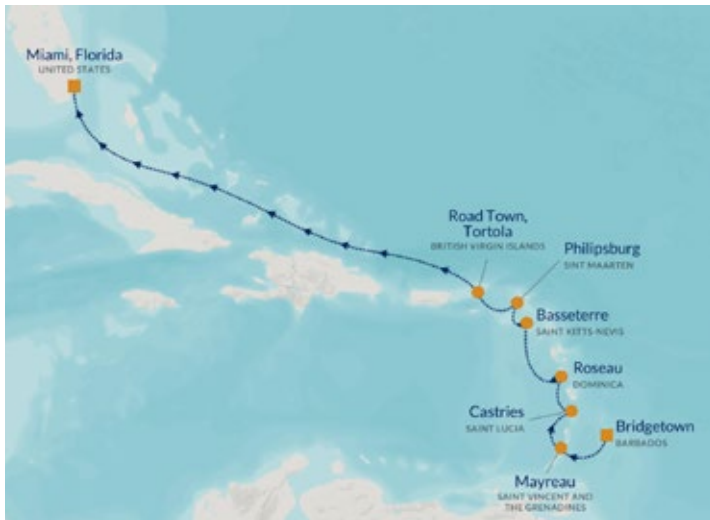 Miami, Florida
UNITED STATES
Road Town,
Tortola
BRITISH VIRGIN ISLANDS
Philipsburg
SINT MAARTEN
Basseterre
SAINT KITTS-NEVIS
Roseau
DOMINICA
Castries
SAINT LUCIA
Bridgetown
BARBADOS
Mayreau
SAINT VINCENT AND
THE GRENADINES